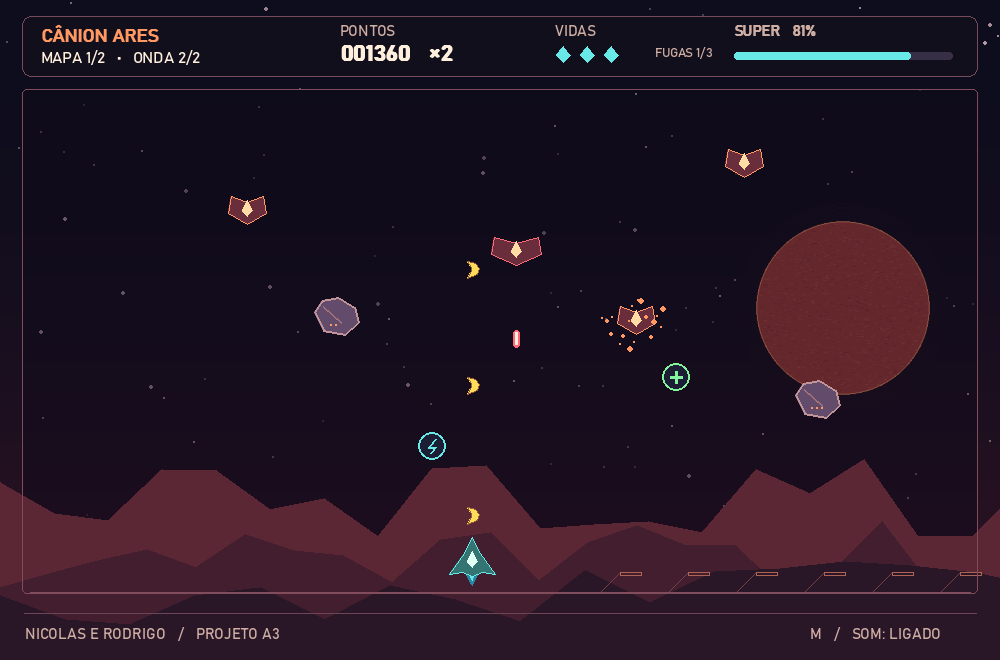 CÂNION ARES
MAPA 1/2 • ONDA 2/2
PONTOS
001360 ×2
VIDAS
FUGAS 1/3
SUPER 81%
NICOLAS E RODRIGO / PROJETO A3
M / SOM: LIGADO